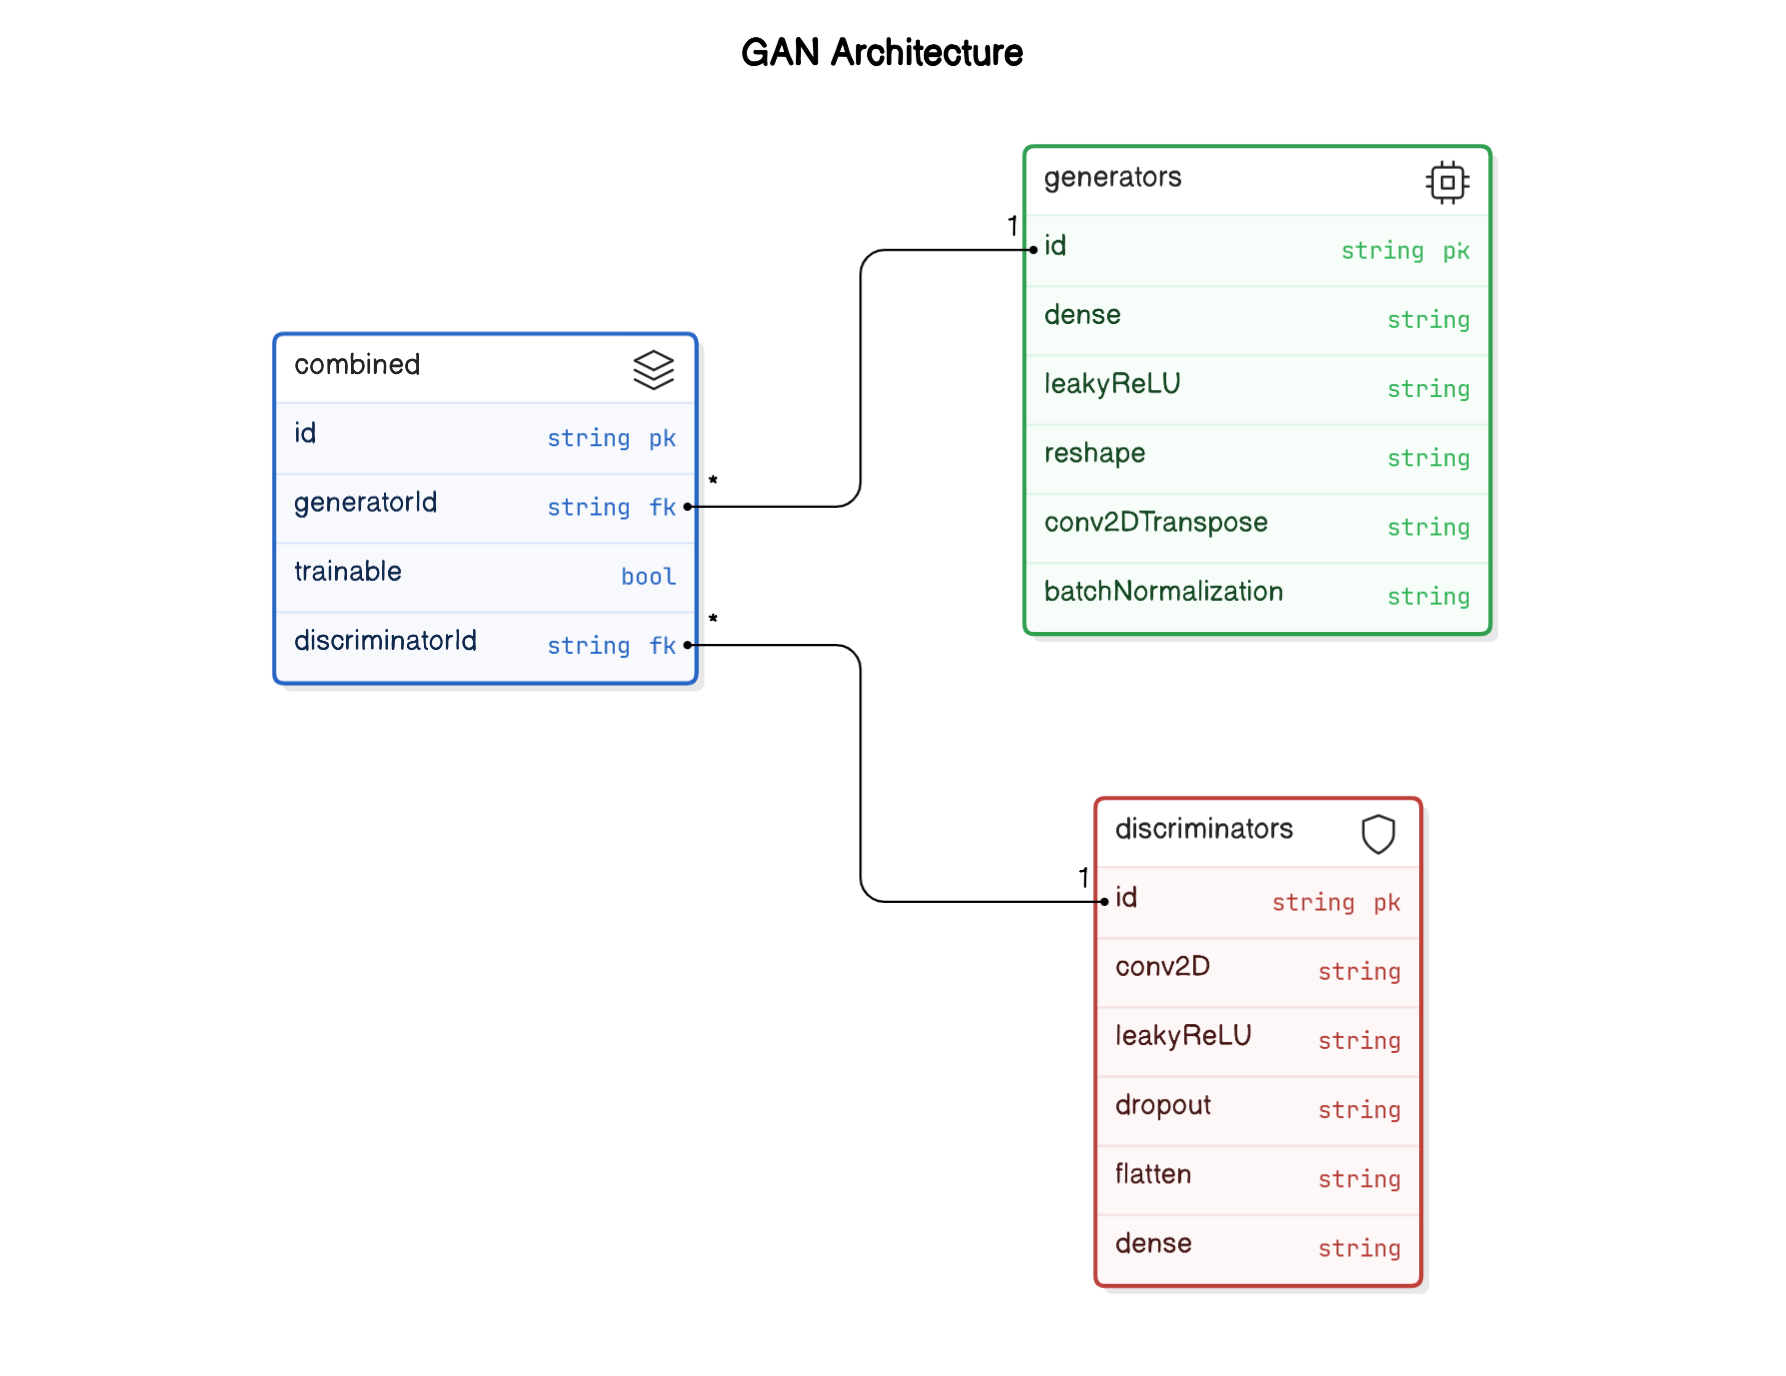 GAN Architecture
combined
id string pk
generatorId string fk
trainable bool
discriminatorId string fk
*
*
1
generators
id string pk
dense string
leakyReLU string
reshape string
conv2DTranspose string
batchNormalization string
1
discriminators
id string pk
conv2D string
leakyReLU string
dropout string
flatten string
dense string